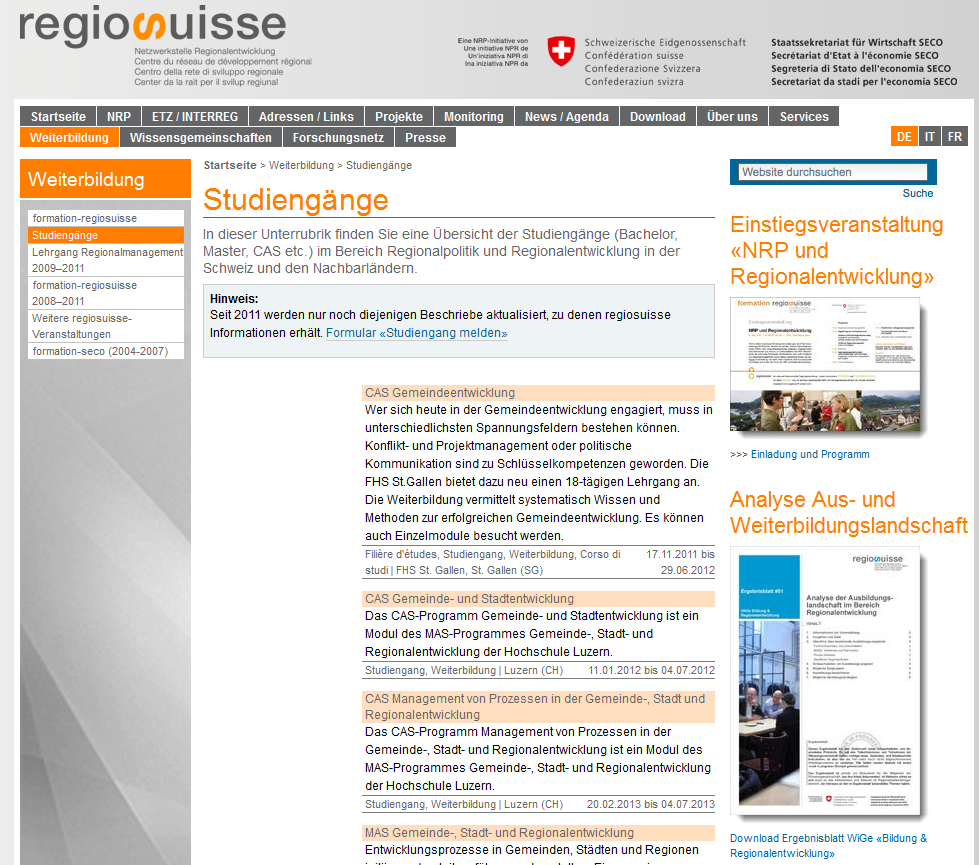 regiosuisse
Netzwerkstelle Regionalentwicklung
Centre du réseau de développement régional
Centro della rete di sviluppo regionale
Center da la rait per il svilup regiunal
Eine NRP-Initiative von
Une initiative NPR de
Un'iniziativa NPR di
Ina iniziativa NPR da
Schweizerische Eidgenossenschaft
Confédération suisse
Confederazione Svizzera
Confederaziun svizra
Staatssekretariat für Wirtschaft SECO
Secrétariat d'Etat à l'économie SECO
Segreteria di Stato dell'economia SECO
Secretariat da stadi per l'economia SECO
Startseite NRP ETZ / INTERREG Adressen / Links Projekte Monitoring News / Agenda Download Über uns Services
Weiterbildung Wissensgemeinschaften Forschungsnetz Presse
DE IT FR
Weiterbildung
formation-regiosuisse
Studiengänge
Lehrgang Regionalmanagement
2009–2011
formation-regiosuisse
2008–2011
Weitere regiosuisse-
Veranstaltungen
formation-seco (2004-2007)
Startseite > Weiterbildung > Studiengänge
Studiengänge
In dieser Unterrubrik finden Sie eine Übersicht der Studiengänge (Bachelor,
Master, CAS etc.) im Bereich Regionalpolitik und Regionalentwicklung in der
Schweiz und den Nachbarländern.
Hinweis:
Seit 2011 werden nur noch diejenigen Beschriebe aktualisiert, zu denen regiosuisse
Informationen erhält. Formular «Studiengang melden»
CAS Gemeindeentwicklung
Wer sich heute in der Gemeindeentwicklung engagiert, muss in
unterschiedlichsten Spannungsfeldern bestehen können.
Konflikt- und Projektmanagement oder politische
Kommunikation sind zu Schlüsselkompetenzen geworden. Die
FHS St.Gallen bietet dazu neu einen 18-tägigen Lehrgang an.
Die Weiterbildung vermittelt systematisch Wissen und
Methoden zur erfolgreichen Gemeindeentwicklung. Es können
auch Einzelmodule besucht werden.
Filière d'études, Studiengang, Weiterbildung, Corso di 17.11.2011 bis
studi | FHS St. Gallen, St. Gallen (SG) 29.06.2012
CAS Gemeinde- und Stadtentwicklung
Das CAS-Programm Gemeinde- und Stadtentwicklung ist ein
Modul des MAS-Programmes Gemeinde-, Stadt- und
Regionalentwicklung der Hochschule Luzern.
Studiengang, Weiterbildung | Luzern (CH) 11.01.2012 bis 04.07.2012
CAS Management von Prozessen in der Gemeinde-, Stadt und
Regionalentwicklung
Das CAS-Programm Management von Prozessen in der
Gemeinde-, Stadt- und Regionalentwicklung ist ein Modul des
MAS-Programmes Gemeinde-, Stadt- und Regionalentwicklung
der Hochschule Luzern.
Studiengang, Weiterbildung | Luzern (CH) 20.02.2013 bis 04.07.2013
MAS Gemeinde-, Stadt- und Regionalentwicklung
Entwicklungsprozesse in Gemeinden, Städten und Regionen
Website durchsuchen
Suche
Einstiegsveranstaltung
«NRP und
Regionalentwicklung»
formation regiosuisse
NRP und Regionalentwicklung
>>> Einladung und Programm
Analyse Aus- und
Weiterbildungslandschaft
regiosuisse
Ergebnisblatt #01
WiGe Bildung &
Regionalentwicklung
Analyse der Ausbildungs-
landschaft im Bereich
Regionalentwicklung
INHALT
Download Ergebnisblatt WiGe «Bildung &
Regionalentwicklung»